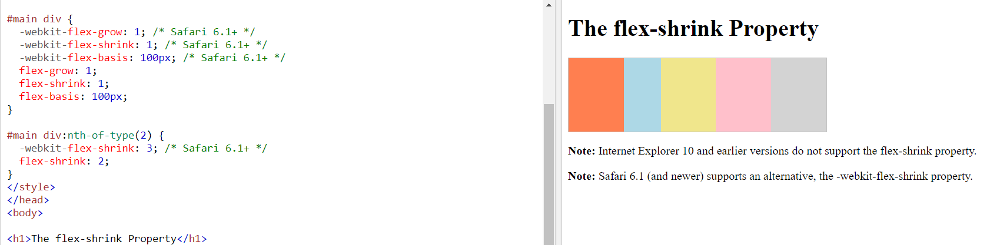 #main div {
  -webkit-flex-grow: 1; /* Safari 6.1+ */
  -webkit-flex-shrink: 1; /* Safari 6.1+ */
  -webkit-flex-basis: 100px; /* Safari 6.1+ */
  flex-grow: 1;
  flex-shrink: 1;
  flex-basis: 100px;
}
#main div:nth-of-type(2) {
  -webkit-flex-shrink: 3; /* Safari 6.1+ */
  flex-shrink: 2;
}
</style>
</head>
<body>
<h1>The flex-shrink Property</h1>
The flex-shrink Property
Note: Internet Explorer 10 and earlier versions do not support the flex-shrink property.
Note: Safari 6.1 (and newer) supports an alternative, the -webkit-flex-shrink property.